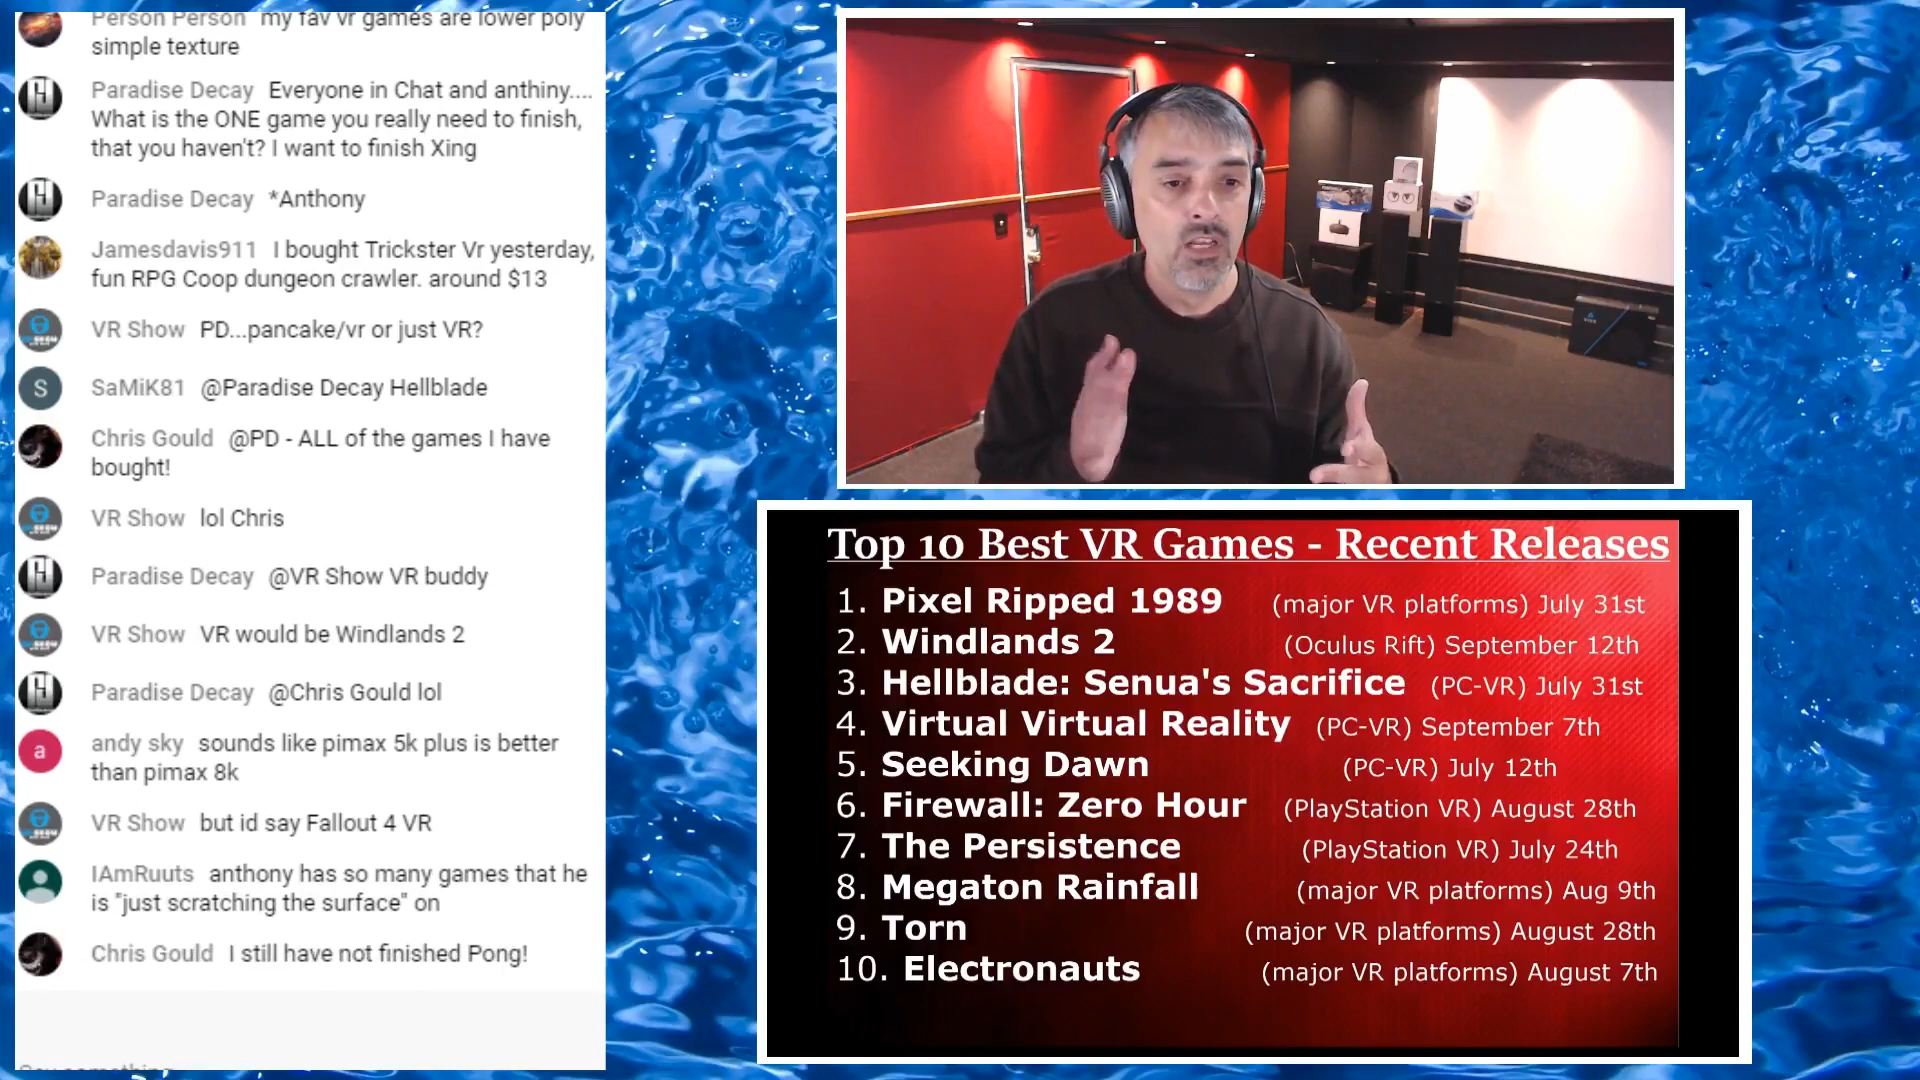 Person Person my fav vr games are lower poly
simple texture
Paradise Decay Everyone in Chat and anthiny....
What is the ONE game you really need to finish,
that you haven't? I want to finish Xing
Paradise Decay *Anthony
Jamesdavis911 I bought Trickster Vr yesterday,
fun RPG Coop dungeon crawler. around $13
VR Show PD...pancake/vr or just VR?
S
SaMiK81 @Paradise Decay Hellblade
Chris Gould @PD - ALL of the games I have
bought!
VR Show lol Chris
Paradise Decay @VR Show VR buddy
VR Show VR would be Windlands 2
Paradise Decay @Chris Gould lol
a
andy sky sounds like pimax 5k plus is better
than pimax 8k
VR Show but id say Fallout 4 VR
IAmRuuts anthony has so many games that he
is "just scratching the surface" on
Chris Gould I still have not finished Pong!
Top 10 Best VR Games - Recent Releases
1. Pixel Ripped 1989 (major VR platforms) July 31st
2. Windlands 2 (Oculus Rift) September 12th
3. Hellblade: Senua's Sacrifice (PC-VR) July 31st
4. Virtual Virtual Reality (PC-VR) September 7th
5. Seeking Dawn (PC-VR) July 12th
6. Firewall: Zero Hour (PlayStation VR) August 28th
7. The Persistence (PlayStation VR) July 24th
8. Megaton Rainfall (major VR platforms) Aug 9th
9. Torn (major VR platforms) August 28th
10. Electronauts (major VR platforms) August 7th